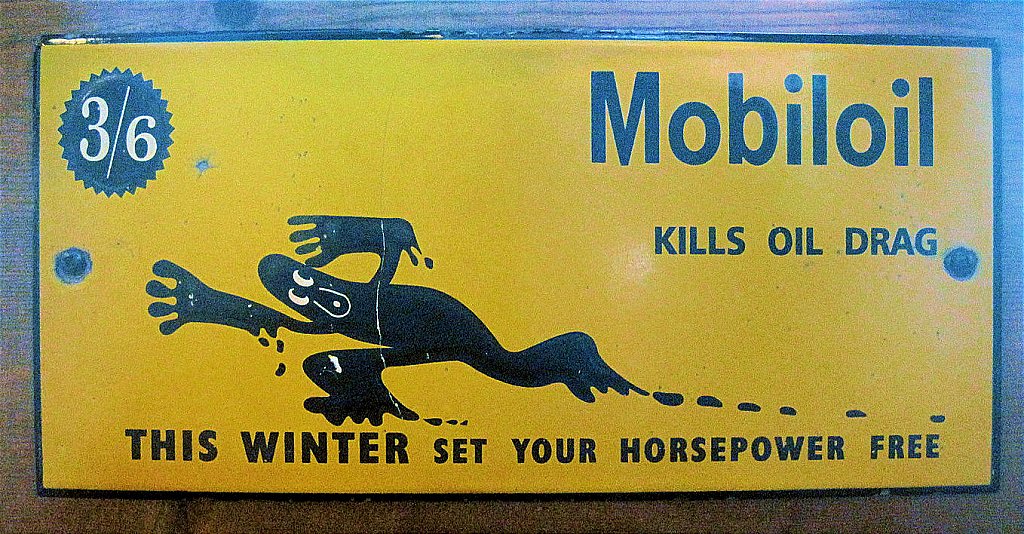 3/6
Mobiloil
KILLS OIL DRAG
THIS WINTER SET YOUR HORSEPOWER FREE